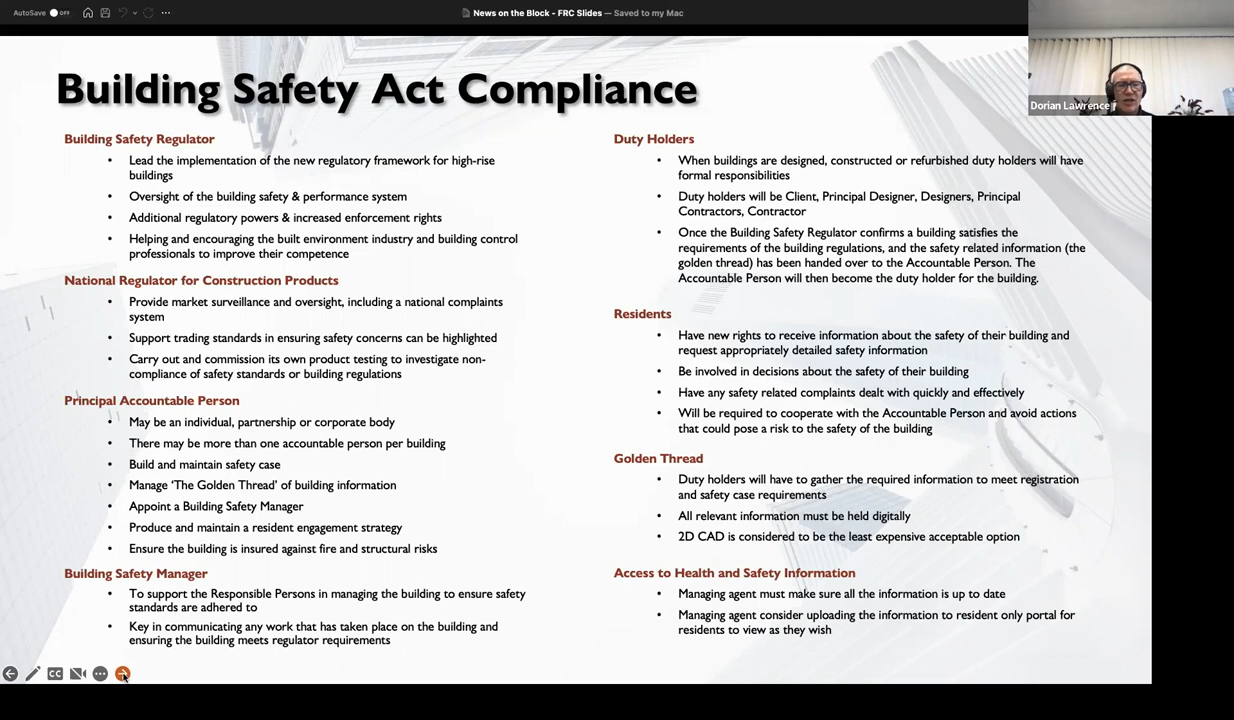 AutoSave OFF
News on the Block - FRC Slides — Saved to my Mac
Dorian Lawrence
Building Safety Act Compliance
Building Safety Regulator
• Lead the implementation of the new regulatory framework for high-rise
buildings
• Oversight of the building safety & performance system
• Additional regulatory powers & increased enforcement rights
• Helping and encouraging the built environment industry and building control
professionals to improve their competence
National Regulator for Construction Products
• Provide market surveillance and oversight, including a national complaints
system
• Support trading standards in ensuring safety concerns can be highlighted
• Carry out and commission its own product testing to investigate non-
compliance of safety standards or building regulations
Principal Accountable Person
• May be an individual, partnership or corporate body
• There may be more than one accountable person per building
• Build and maintain safety case
• Manage ‘The Golden Thread’ of building information
• Appoint a Building Safety Manager
• Produce and maintain a resident engagement strategy
• Ensure the building is insured against fire and structural risks
Building Safety Manager
• To support the Responsible Persons in managing the building to ensure safety
standards are adhered to
• Key in communicating any work that has taken place on the building and
ensuring the building meets regulator requirements
Duty Holders
• When buildings are designed, constructed or refurbished duty holders will have
formal responsibilities
• Duty holders will be Client, Principal Designer, Designers, Principal
Contractors, Contractor
• Once the Building Safety Regulator confirms a building satisfies the
requirements of the building regulations, and the safety related information (the
golden thread) has been handed over to the Accountable Person. The
Accountable Person will then become the duty holder for the building.
Residents
• Have new rights to receive information about the safety of their building and
request appropriately detailed safety information
• Be involved in decisions about the safety of their building
• Have any safety related complaints dealt with quickly and effectively
• Will be required to cooperate with the Accountable Person and avoid actions
that could pose a risk to the safety of the building
Golden Thread
• Duty holders will have to gather the required information to meet registration
and safety case requirements
• All relevant information must be held digitally
• 2D CAD is considered to be the least expensive acceptable option
Access to Health and Safety Information
• Managing agent must make sure all the information is up to date
• Managing agent consider uploading the information to resident only portal for
residents to view as they wish
CC